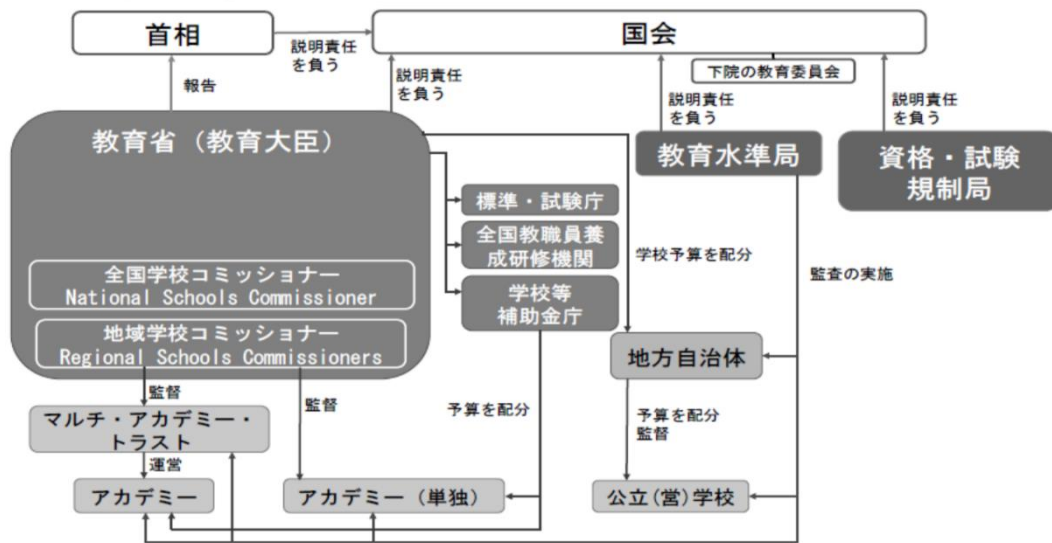 首相
国会
説明責任
を負う
下院の教育委員会
報告
説明責任
を負う
説明責任
を負う
説明責任
を負う
教育省（教育大臣）
教育水準局
資格・試験
規制局
標準・試験庁
全国教職員養
成研修機関
学校予算を配分
監査の実施
全国学校コミッショナー
National Schools Commissioner
学校等
補助金庁
地域学校コミッショナー
Regional Schools Commissioners
地方自治体
監督
監督
予算を配分
予算を配分
監督
マルチ・アカデミー・
トラスト
運営
アカデミー
アカデミー（単独）
公立(営)学校